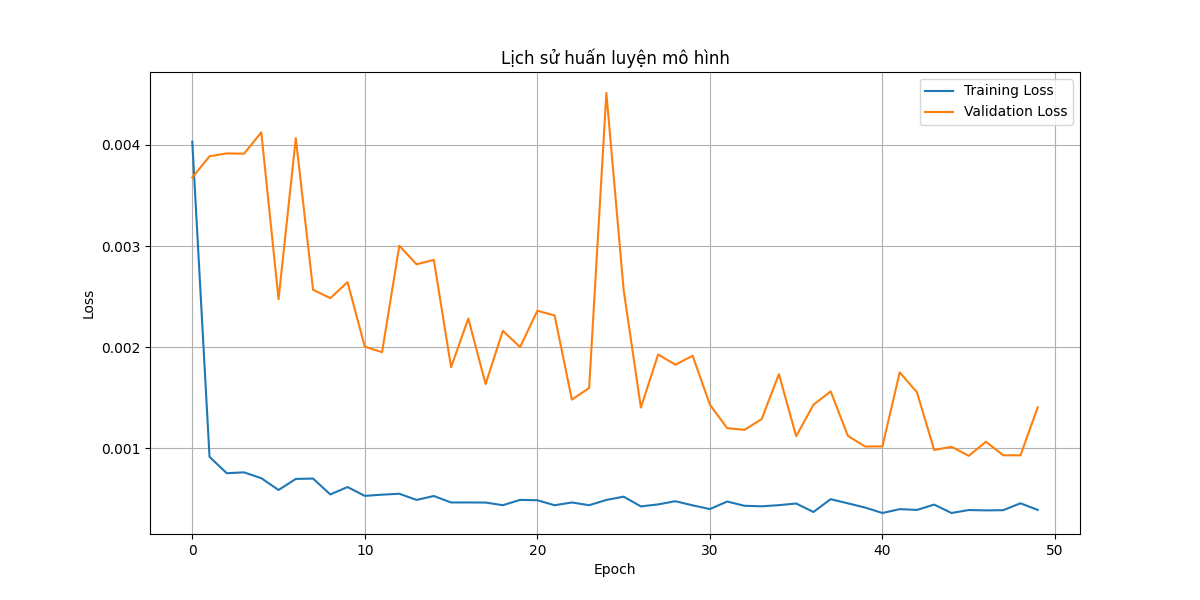 Lịch sử huấn luyện mô hình
Training Loss
Validation Loss
0.004
0.003
0.002
0.001
Loss
0 10 20 30 40 50
Epoch